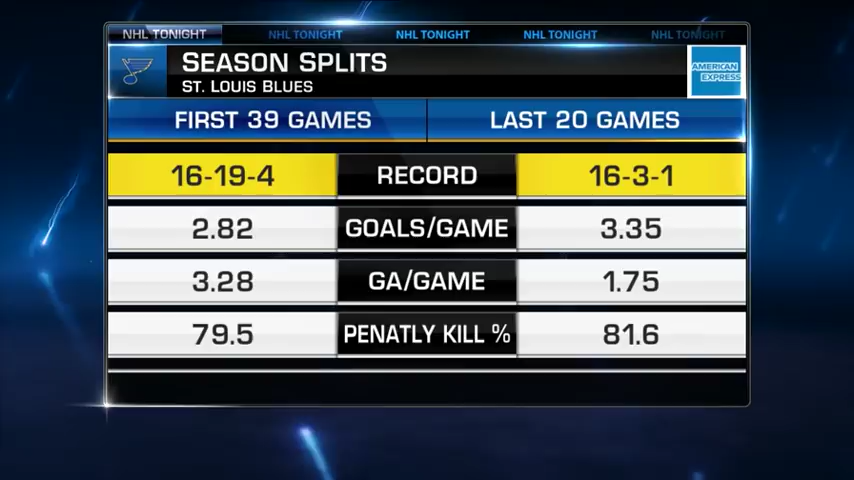 NHL TONIGHT NHL TONIGHT NHL TONIGHT NHL TONIGHT NHL TONIGHT
SEASON SPLITS
ST. LOUIS BLUES
AMERICAN
EXPRESS
FIRST 39 GAMES LAST 20 GAMES
16-19-4 RECORD 16-3-1
2.82 GOALS/GAME 3.35
3.28 GA/GAME 1.75
79.5 PENATLY KILL % 81.6